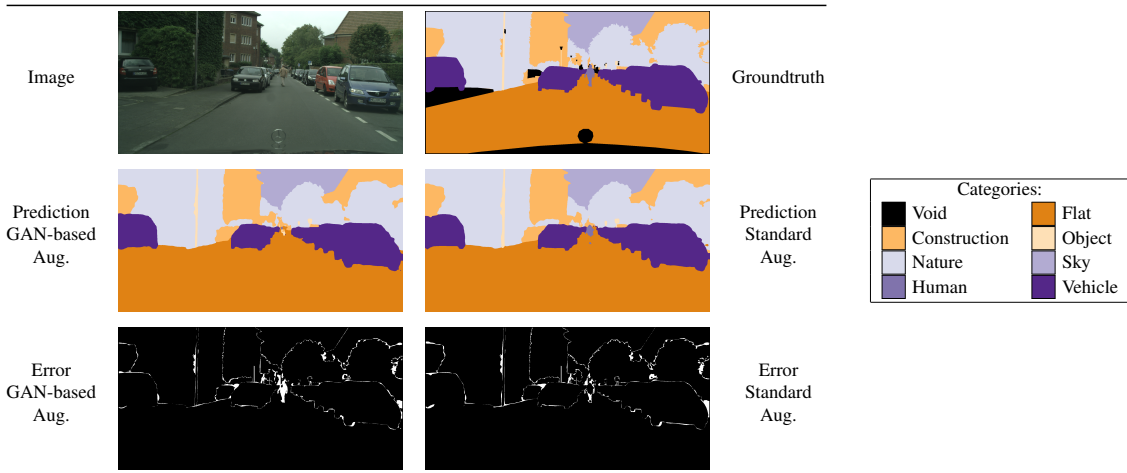 Image
Groundtruth
Prediction
GAN-based
Aug.
Prediction
Standard
Aug.
Error
GAN-based
Aug.
Error
Standard
Aug.
Categories:
Void
Flat
Construction
Object
Nature
Sky
Human
Vehicle